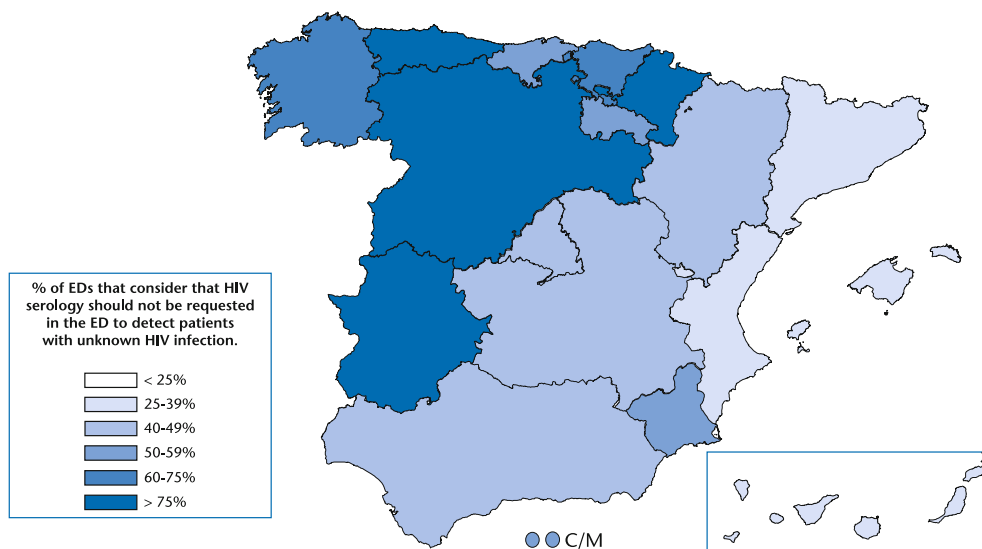 % of EDs that consider that HIV
serology should not be requested
in the ED to detect patients
with unknown HIV infection.
< 25%
25-39%
40-49%
50-59%
60-75%
> 75%
C/M